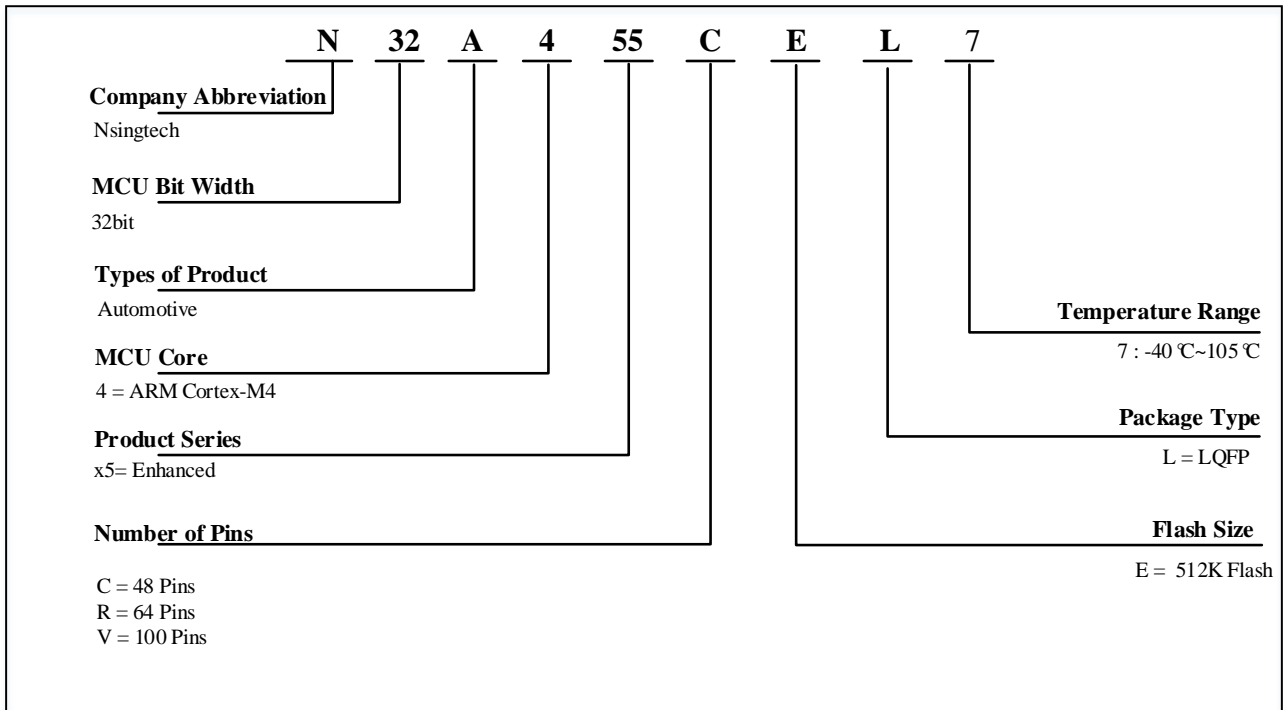 N 32 A 4 55 C E L 7
Company Abbreviation
Nsingtech
MCU Bit Width
32bit
Types of Product
Automotive
MCU Core
4 = ARM Cortex-M4
Product Series
x5= Enhanced
Number of Pins
C = 48 Pins
R = 64 Pins
V = 100 Pins
Temperature Range
7 : -40 ℃~105 ℃
Package Type
L = LQFP
Flash Size
E = 512K Flash